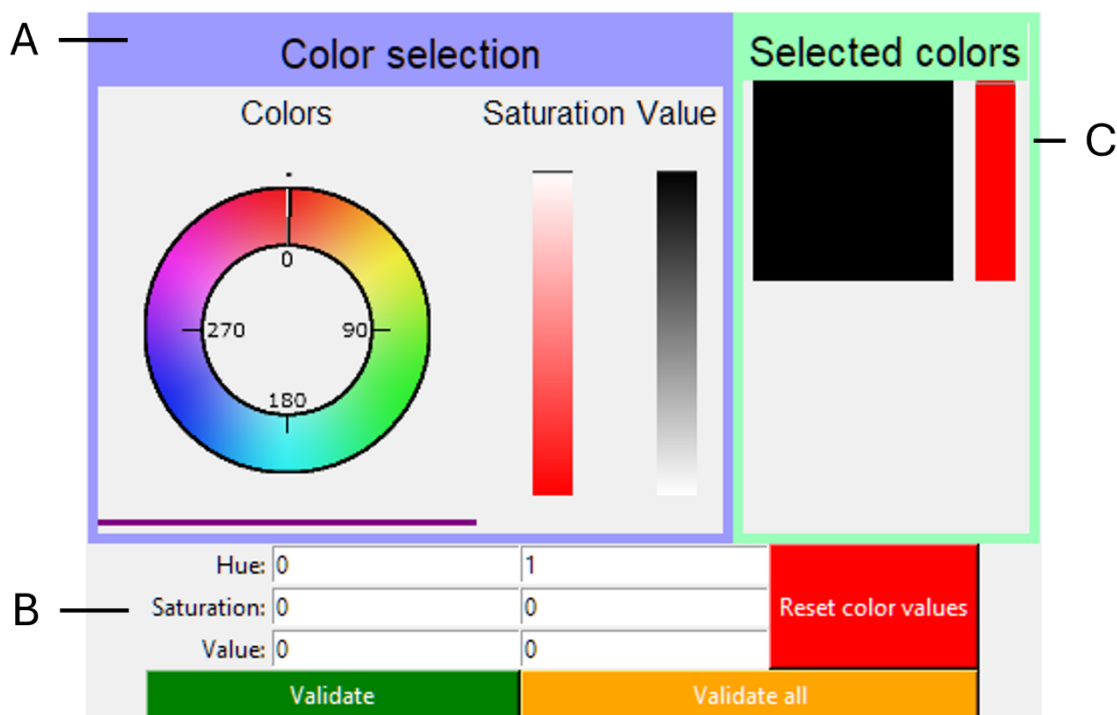 A
Color selection
Selected colors
Colors
Saturation
Value
C
0
270
90
180
B
Hue: 0 1
Saturation: 0 0
Value: 0 0
Reset color values
Validate
Validate all